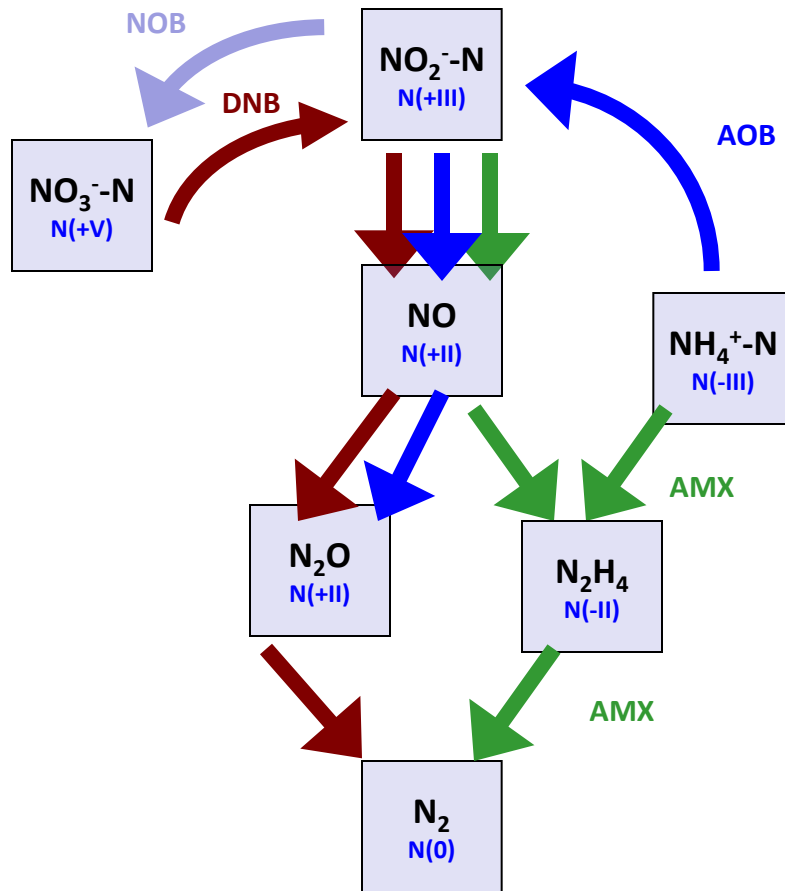 NOB
NO₂⁻-N
N(+III)
DNB
AOB
NO₃⁻-N
N(+V)
NO
N(+II)
NH₄⁺-N
N(-III)
AMX
N₂O
N(+II)
N₂H₄
N(-II)
AMX
N₂
N(0)